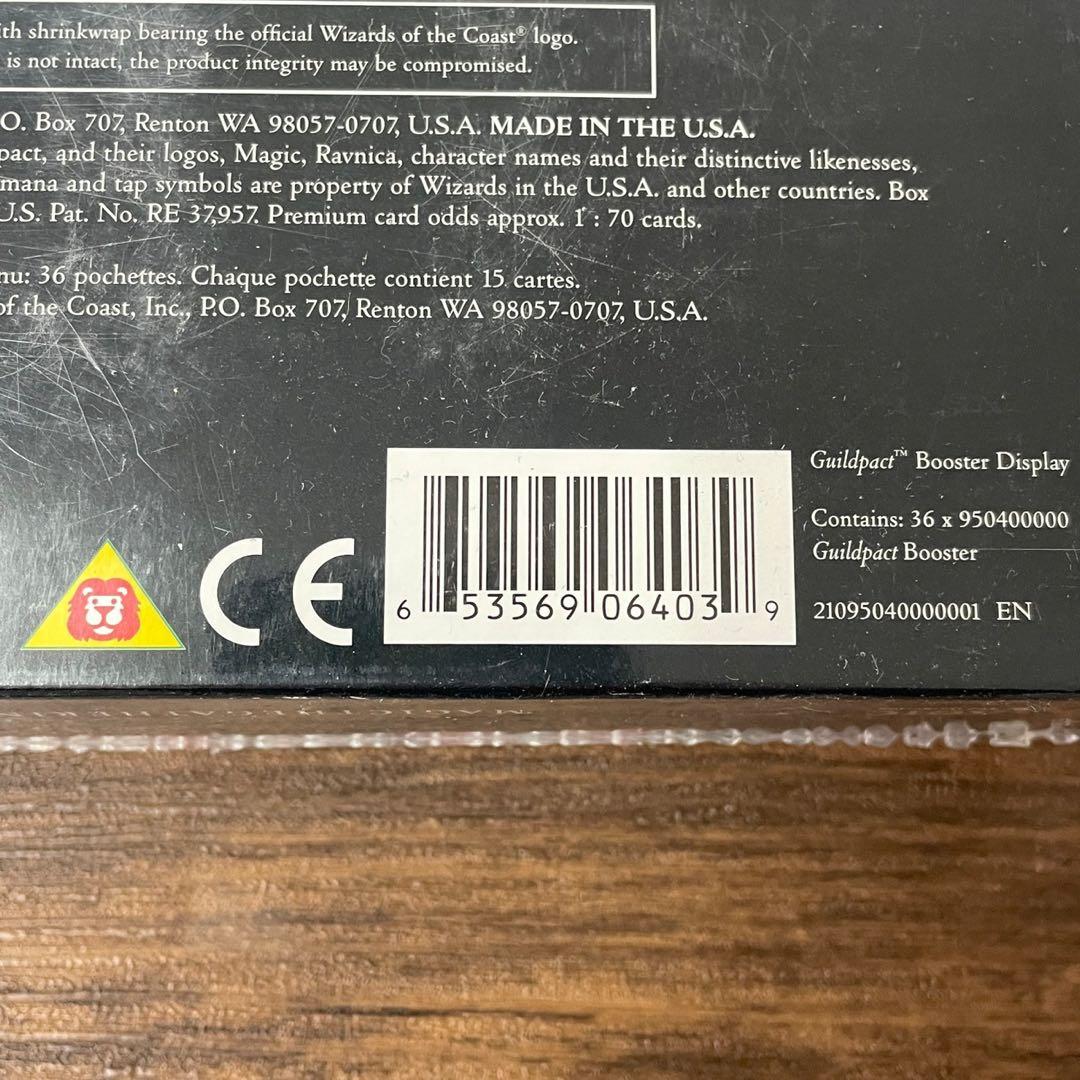 ith shrinkwrap bearing the official Wizards of the Coast® logo.
is not intact, the product integrity may be compromised.
O. Box 707, Renton WA 98057-0707, U.S.A. MADE IN THE U.S.A.
pact, and their logos, Magic, Ravnica, character names and their distinctive likenesses,
mana and tap symbols are property of Wizards in the U.S.A. and other countries. Box
U.S. Pat. No. RE 37,957. Premium card odds approx. 1 : 70 cards.
nu: 36 pochettes. Chaque pochette contient 15 cartes.
of the Coast, Inc., P.O. Box 707, Renton WA 98057-0707, U.S.A.
Guildpact™ Booster Display
Contains: 36 x 950400000
Guildpact Booster
21095040000001 EN
CE
6 53569 06403 9